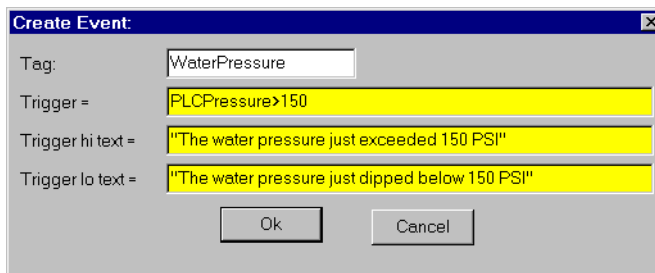 Create Event:
Tag: WaterPressure
Trigger = PLCPressure>150
Trigger hi text = "The water pressure just exceeded 150 PSI"
Trigger lo text = "The water pressure just dipped below 150 PSI"
Ok Cancel